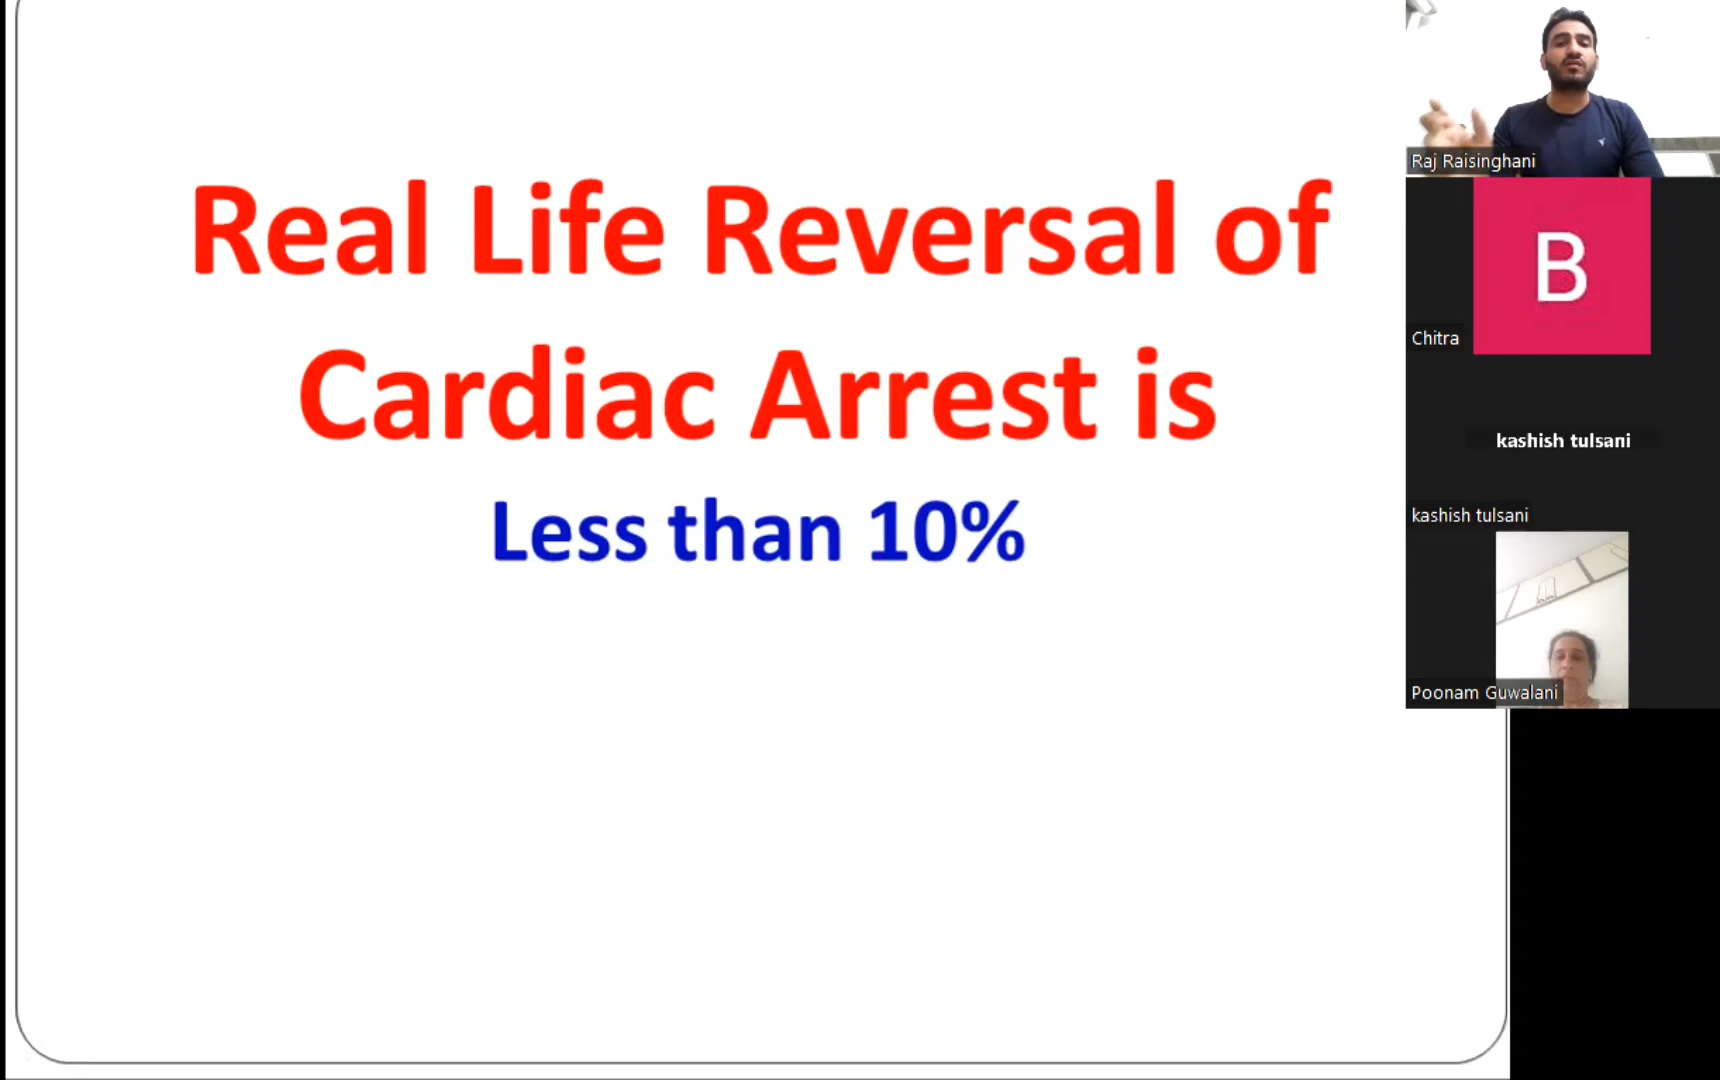 Real Life Reversal of
Cardiac Arrest is
Less than 10%
Raj Raisinghani
B
Chitra
kashish tulsani
kashish tulsani
Poonam Guwalani